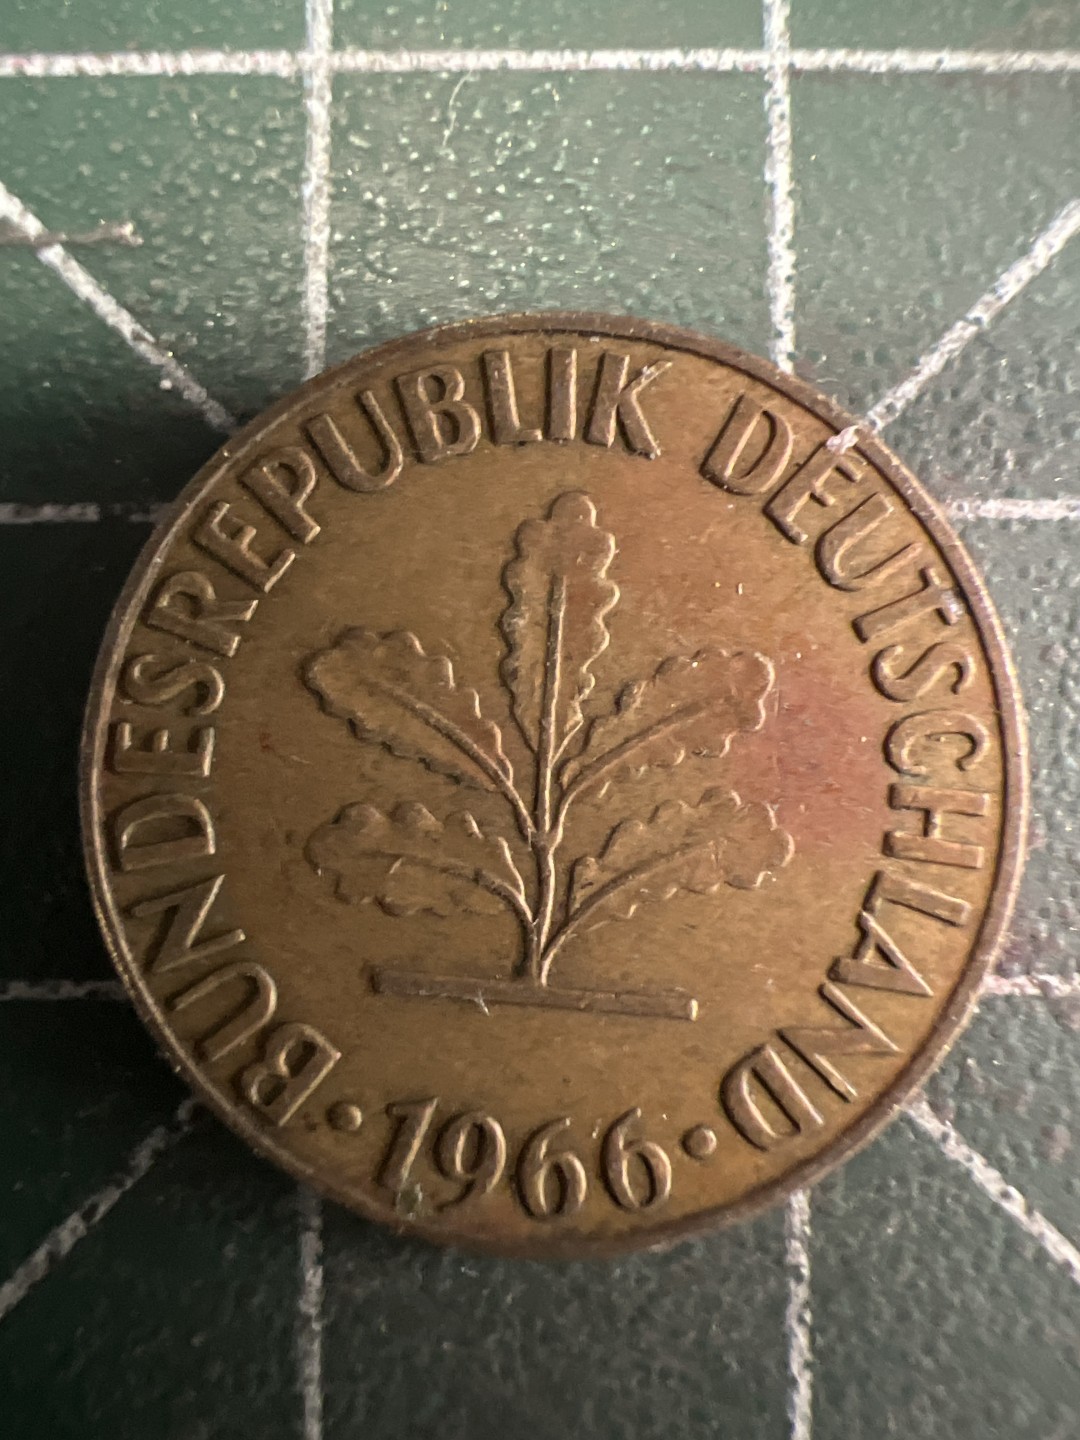 BUNDESREPUBLIK DEUTSCHLAND
· 1966 ·